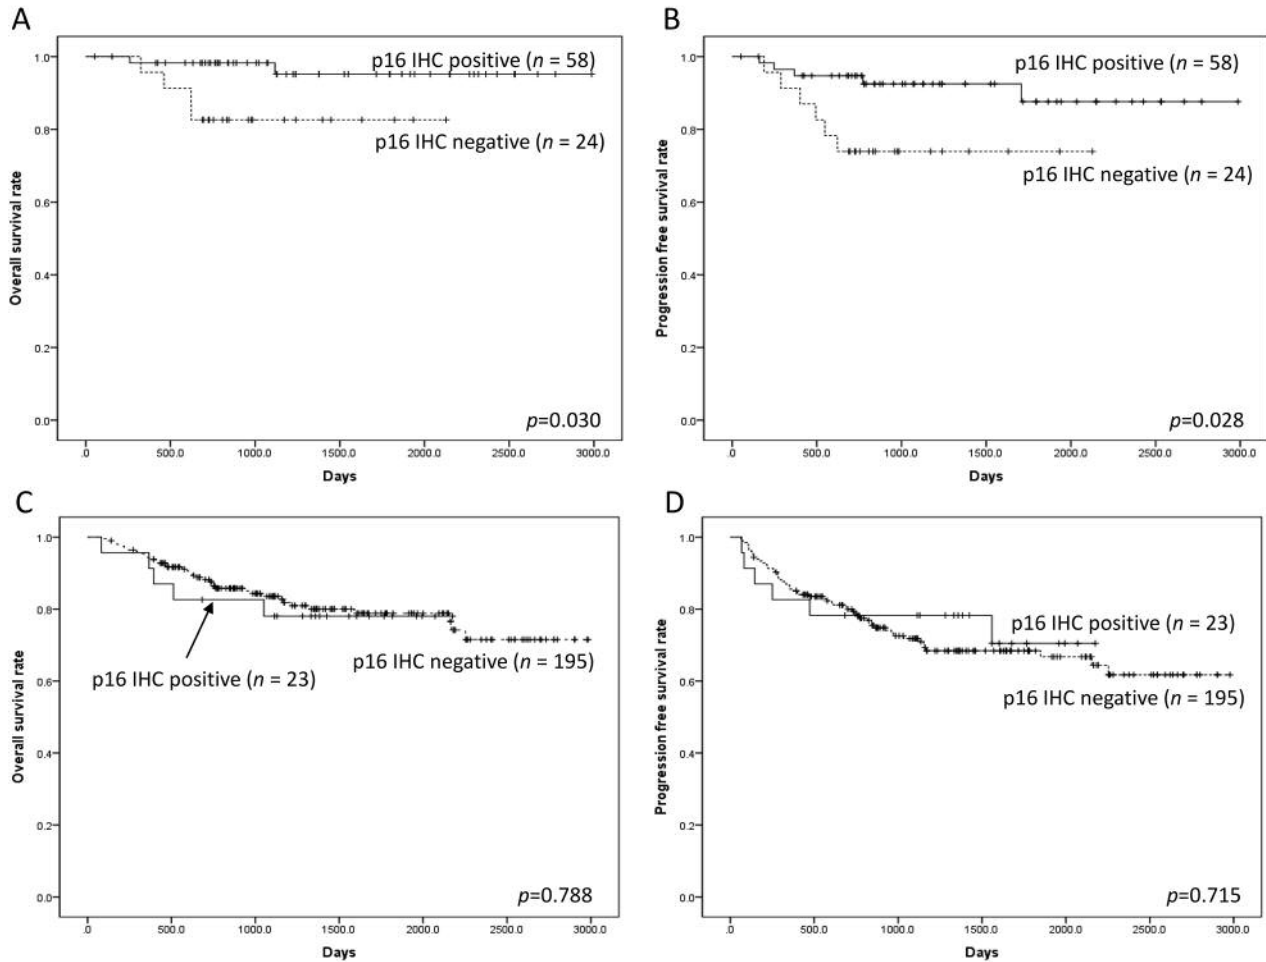 A
1.0
0.8
0.6
0.4
0.2
0.0
Overall survival rate
p16 IHC positive (n = 58)
p16 IHC negative (n = 24)
p=0.030
.0 500.0 1000.0 1500.0 2000.0 2500.0 3000.0
Days
B
1.0
0.8
0.6
0.4
0.2
0.0
Progression free survival rate
p16 IHC positive (n = 58)
p16 IHC negative (n = 24)
p=0.028
.0 500.0 1000.0 1500.0 2000.0 2500.0 3000.0
Days
C
1.0
0.8
0.6
0.4
0.2
0.0
Overall survival rate
p16 IHC negative (n = 195)
p16 IHC positive (n = 23)
p=0.788
.0 500.0 1000.0 1500.0 2000.0 2500.0 3000.0
Days
D
1.0
0.8
0.6
0.4
0.2
0.0
Progression free survival rate
p16 IHC positive (n = 23)
p16 IHC negative (n = 195)
p=0.715
.0 500.0 1000.0 1500.0 2000.0 2500.0 3000.0
Days